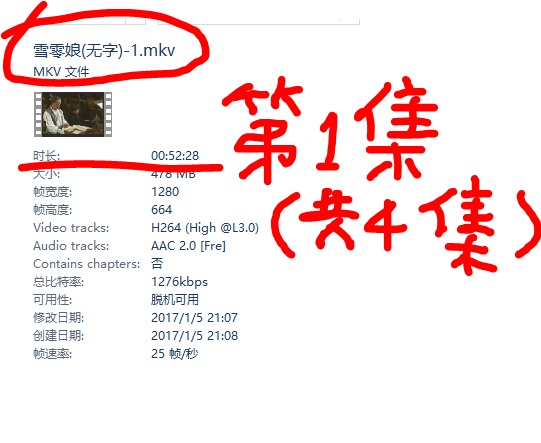 雪零娘(无字)-1.mkv
MKV 文件
时长: 00:52:28
大小: 478 MB
帧宽度: 1280
帧高度: 664
Video tracks: H264 (High @L3.0)
Audio tracks: AAC 2.0 [Fre]
Contains chapters: 否
总比特率: 1276kbps
可用性: 脱机可用
修改日期: 2017/1/5 21:07
创建日期: 2017/1/5 21:08
帧速率: 25 帧/秒
第1集
(共4集)